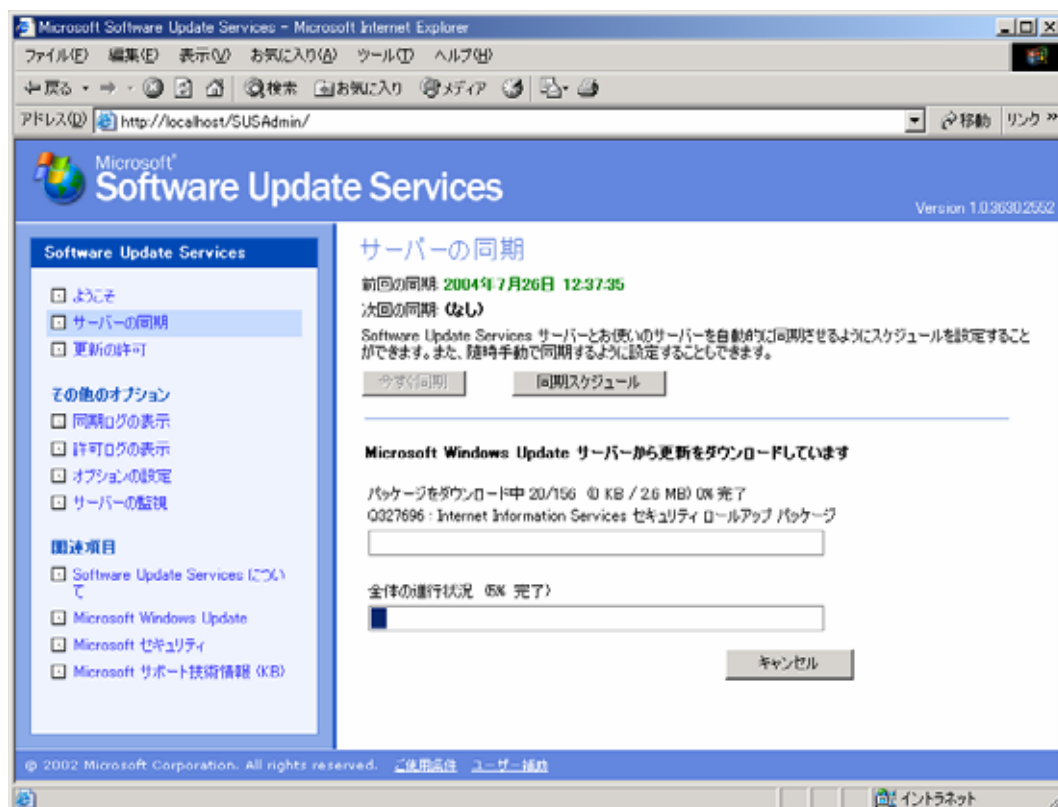 Microsoft Software Update Services - Microsoft Internet Explorer
ファイル(F) 編集(E) 表示(V) お気に入り(A) ツール(T) ヘルプ(H)
戻る 検索 お気に入り メディア
アドレス(D) http://localhost/SUSAdmin/ 移動 リンク »
Microsoft®
Software Update Services
Version 1.0.3630.2552
Software Update Services
ようこそ
サーバーの同期
更新の許可
その他のオプション
同期ログの表示
許可ログの表示
オプションの設定
サーバーの監視
関連項目
Software Update Services につい
て
Microsoft Windows Update
Microsoft セキュリティ
Microsoft サポート技術情報 (KB)
サーバーの同期
前回の同期: 2004年7月26日 12:37:35
次回の同期: (なし)
Software Update Services サーバーとお使いのサーバーを自動的に同期させるようにスケジュールを設定すること
ができます。また、随時手動で同期するように設定することもできます。
今すぐ同期 同期スケジュール
Microsoft Windows Update サーバーから更新をダウンロードしています
パッケージをダウンロード中 20/156 (0 KB / 2.6 MB) 0% 完了
Q327696 : Internet Information Services セキュリティ ロールアップ パッケージ
全体の進行状況 (5% 完了)
キャンセル
© 2002 Microsoft Corporation. All rights reserved. ご使用条件 ユーザー補助
イントラネット